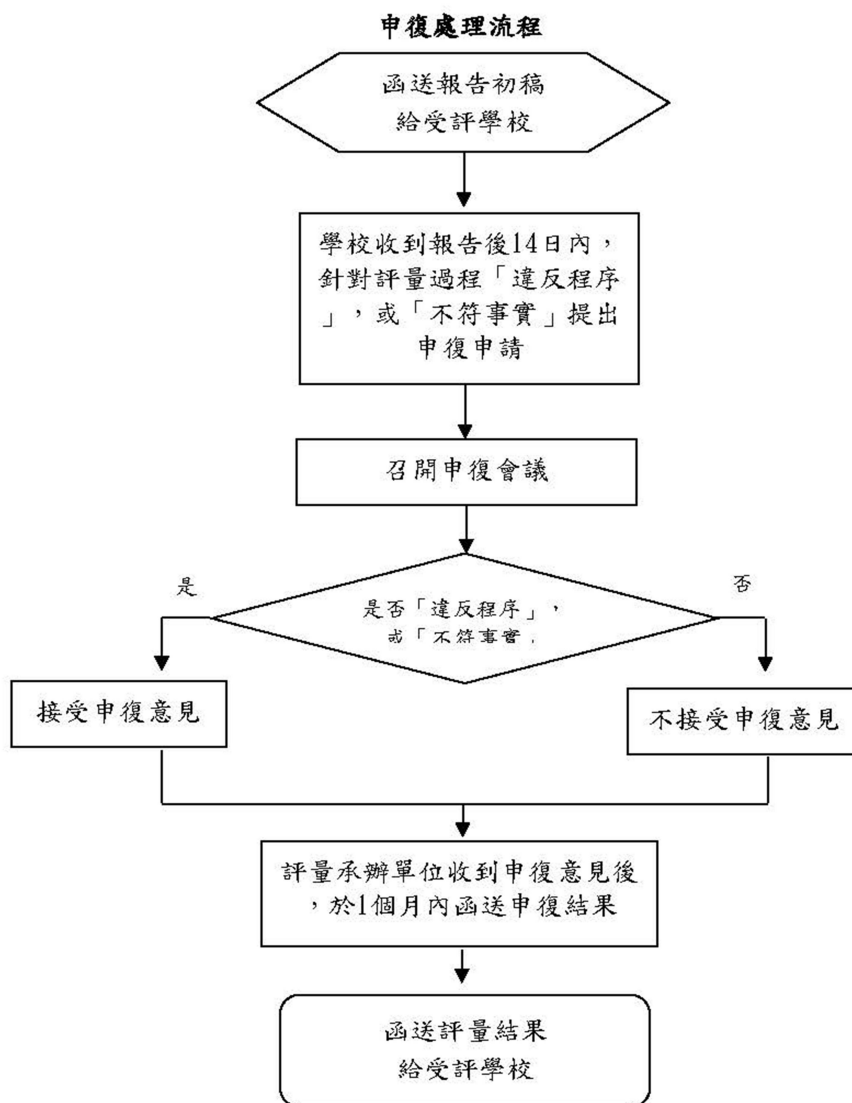 申復處理流程
函送報告初稿
給受評學校
學校收到報告後14日內，
針對評量過程「違反程序
」，或「不符事實」提出
申復申請
召開申復會議
是
否
是否「違反程序」，
或「不符事實」
接受申復意見
不接受申復意見
評量承辦單位收到申復意見後
，於1個月內函送申復結果
函送評量結果
給受評學校